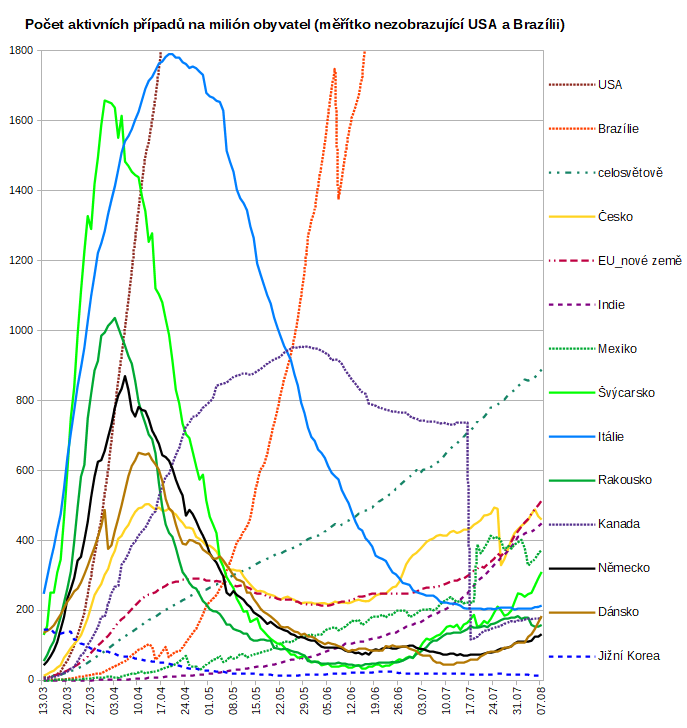 Počet aktivních případů na milión obyvatel (měřítko nezobrazující USA a Brazílii)
1800
1600
1400
1200
1000
800
600
400
200
0
USA
Brazílie
celosvětově
Česko
EU_nové země
Indie
Mexiko
Švýcarsko
Itálie
Rakousko
Kanada
Německo
Dánsko
Jižní Korea
13.03
20.03
27.03
03.04
10.04
17.04
24.04
01.05
08.05
15.05
22.05
29.05
05.06
12.06
19.06
26.06
03.07
10.07
17.07
24.07
31.07
07.08